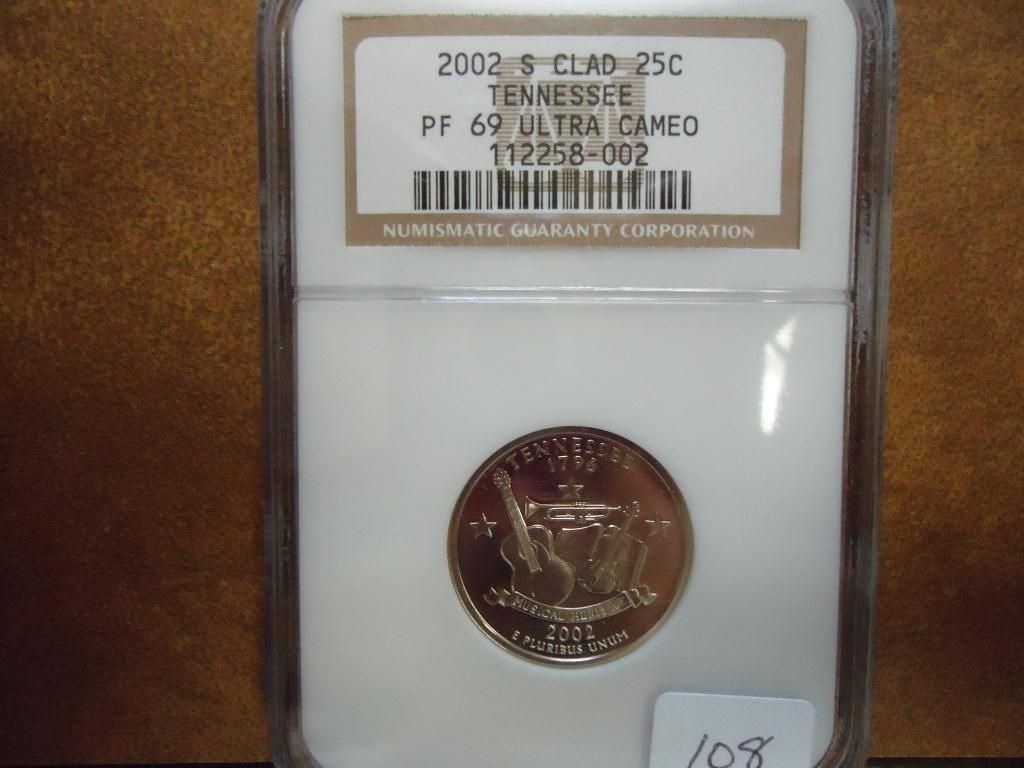 2002 S CLAD 25C
TENNESSEE
PF 69 ULTRA CAMEO
112258-002
NUMISMATIC GUARANTY CORPORATION
TENNESSEE
1796
MUSICAL HERITAGE
2002
E PLURIBUS UNUM
108